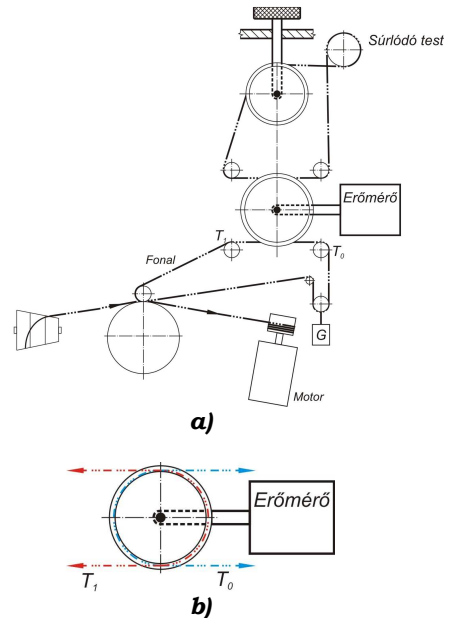 Súrlódó test
Erőmérő
T₁
T₀
Fonal
G
Motor
a)
Erőmérő
T₁
T₀
b)